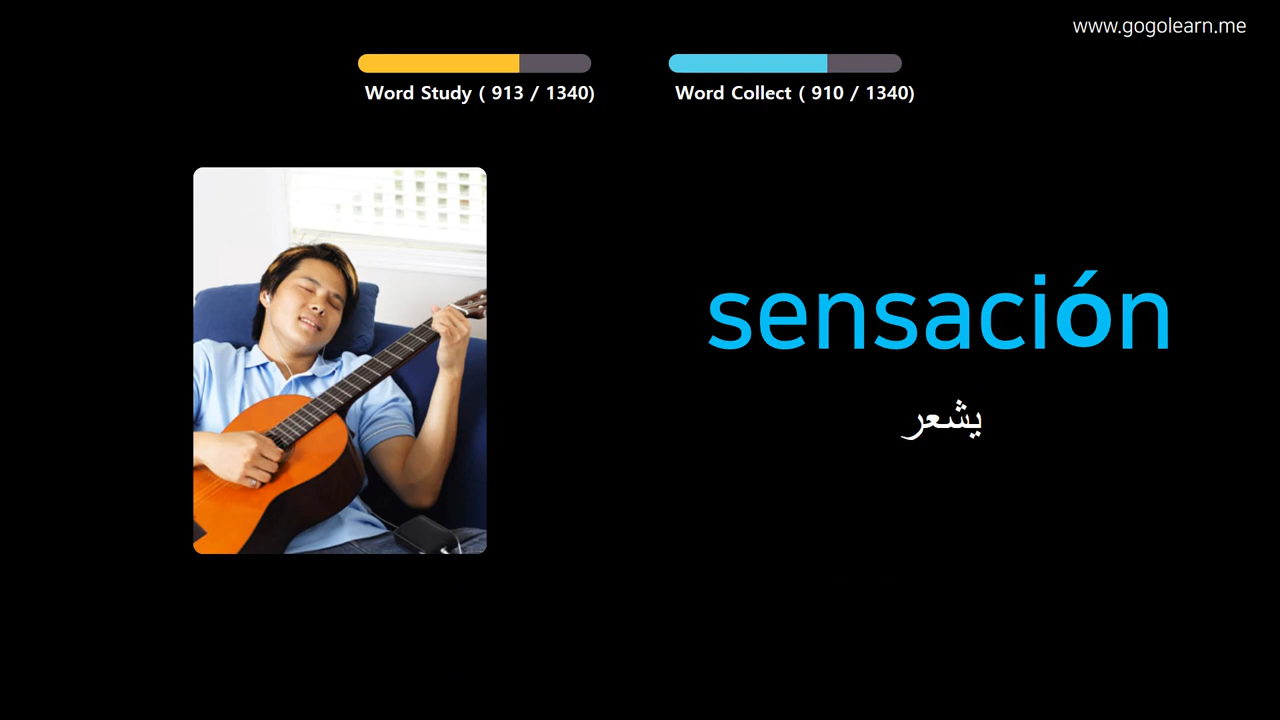 www.gogolearn.me
Word Study ( 913 / 1340)
Word Collect ( 910 / 1340)
sensación
يشعر